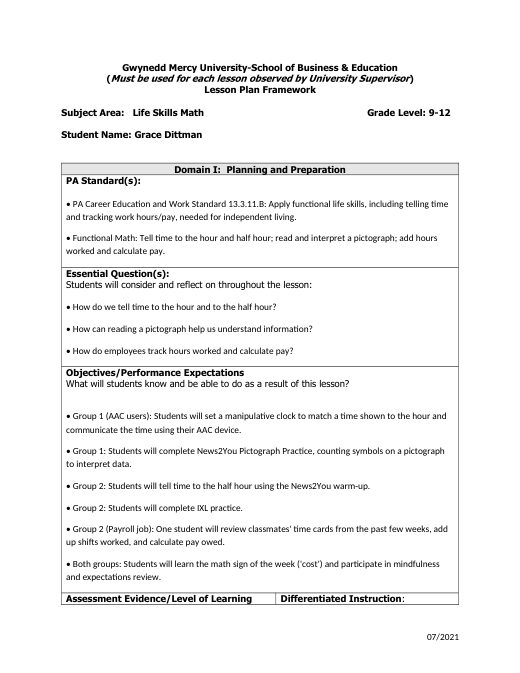 Gwynedd Mercy University-School of Business & Education
(Must be used for each lesson observed by University Supervisor)
Lesson Plan Framework
Subject Area: Life Skills Math Grade Level: 9-12
Student Name: Grace Dittman
Domain I: Planning and Preparation
PA Standard(s):
• PA Career Education and Work Standard 13.3.11.B: Apply functional life skills, including telling time
and tracking work hours/pay, needed for independent living.
• Functional Math: Tell time to the hour and half hour; read and interpret a pictograph; add hours
worked and calculate pay.
Essential Question(s):
Students will consider and reflect on throughout the lesson:
• How do we tell time to the hour and to the half hour?
• How can reading a pictograph help us understand information?
• How do employees track hours worked and calculate pay?
Objectives/Performance Expectations
What will students know and be able to do as a result of this lesson?
• Group 1 (AAC users): Students will set a manipulative clock to match a time shown to the hour and
communicate the time using their AAC device.
• Group 1: Students will complete News2You Pictograph Practice, counting symbols on a pictograph
to interpret data.
• Group 2: Students will tell time to the half hour using the News2You warm-up.
• Group 2: Students will complete IXL practice.
• Group 2 (Payroll job): One student will review classmates' time cards from the past few weeks, add
up shifts worked, and calculate pay owed.
• Both groups: Students will learn the math sign of the week ('cost') and participate in mindfulness
and expectations review.
Assessment Evidence/Level of Learning Differentiated Instruction:
07/2021